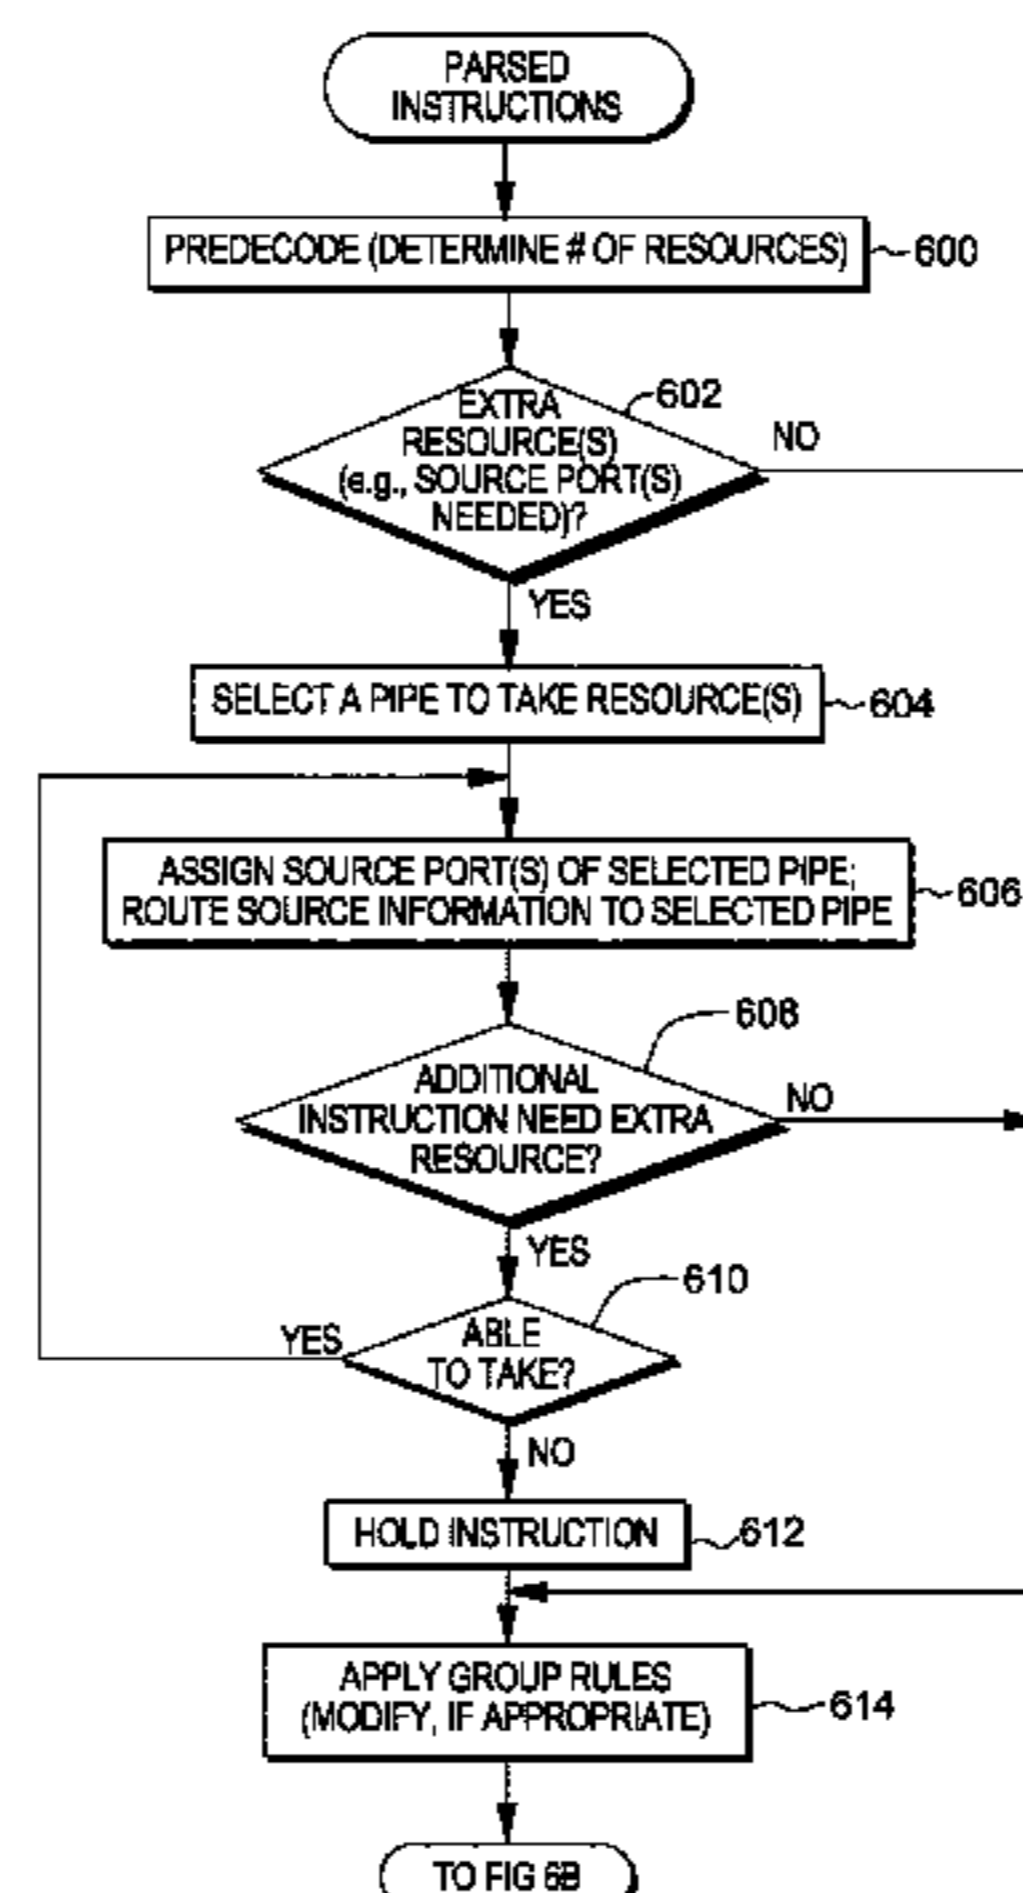 PARSED
INSTRUCTIONS
PREDECODE (DETERMINE # OF RESOURCES)
600
EXTRA
RESOURCE(S)
(e.g., SOURCE PORT(S)
NEEDED)?
602
NO
YES
SELECT A PIPE TO TAKE RESOURCE(S)
604
ASSIGN SOURCE PORT(S) OF SELECTED PIPE;
ROUTE SOURCE INFORMATION TO SELECTED PIPE
606
608
ADDITIONAL
INSTRUCTION NEED EXTRA
RESOURCE?
NO
YES
610
ABLE
TO TAKE?
YES
NO
HOLD INSTRUCTION
612
APPLY GROUP RULES
(MODIFY, IF APPROPRIATE)
614
TO FIG 6B